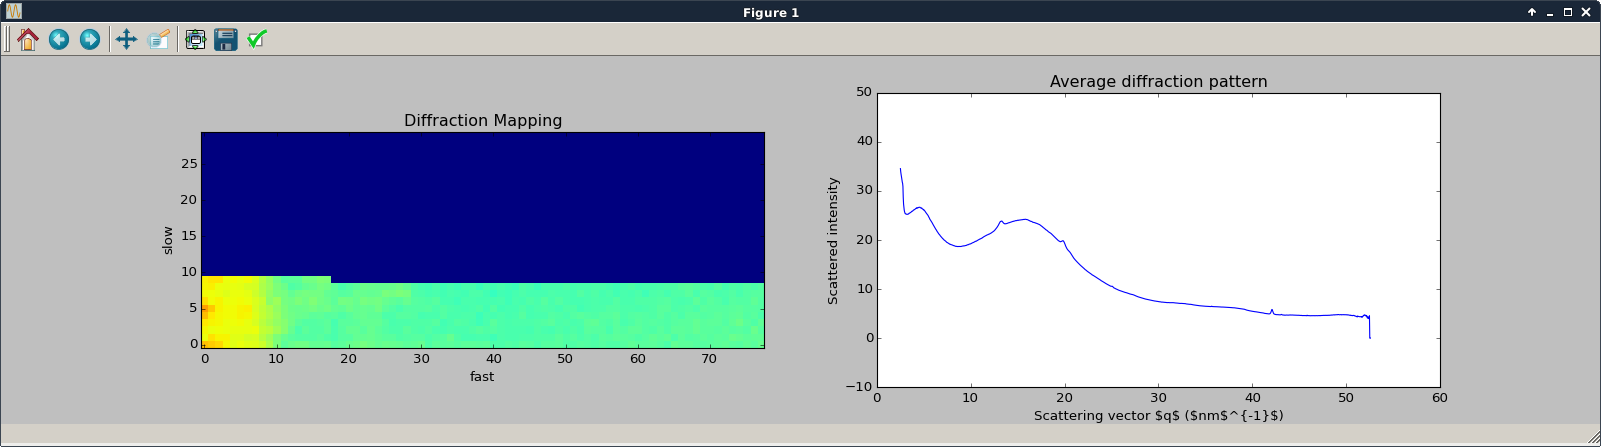 Figure 1
Diffraction Mapping
25
20
15
10
5
0
slow
0 10 20 30 40 50 60 70
fast
Average diffraction pattern
50
40
30
20
10
0
−10
Scattered intensity
0 10 20 30 40 50 60
Scattering vector $q$ ($nm$^{-1}$)